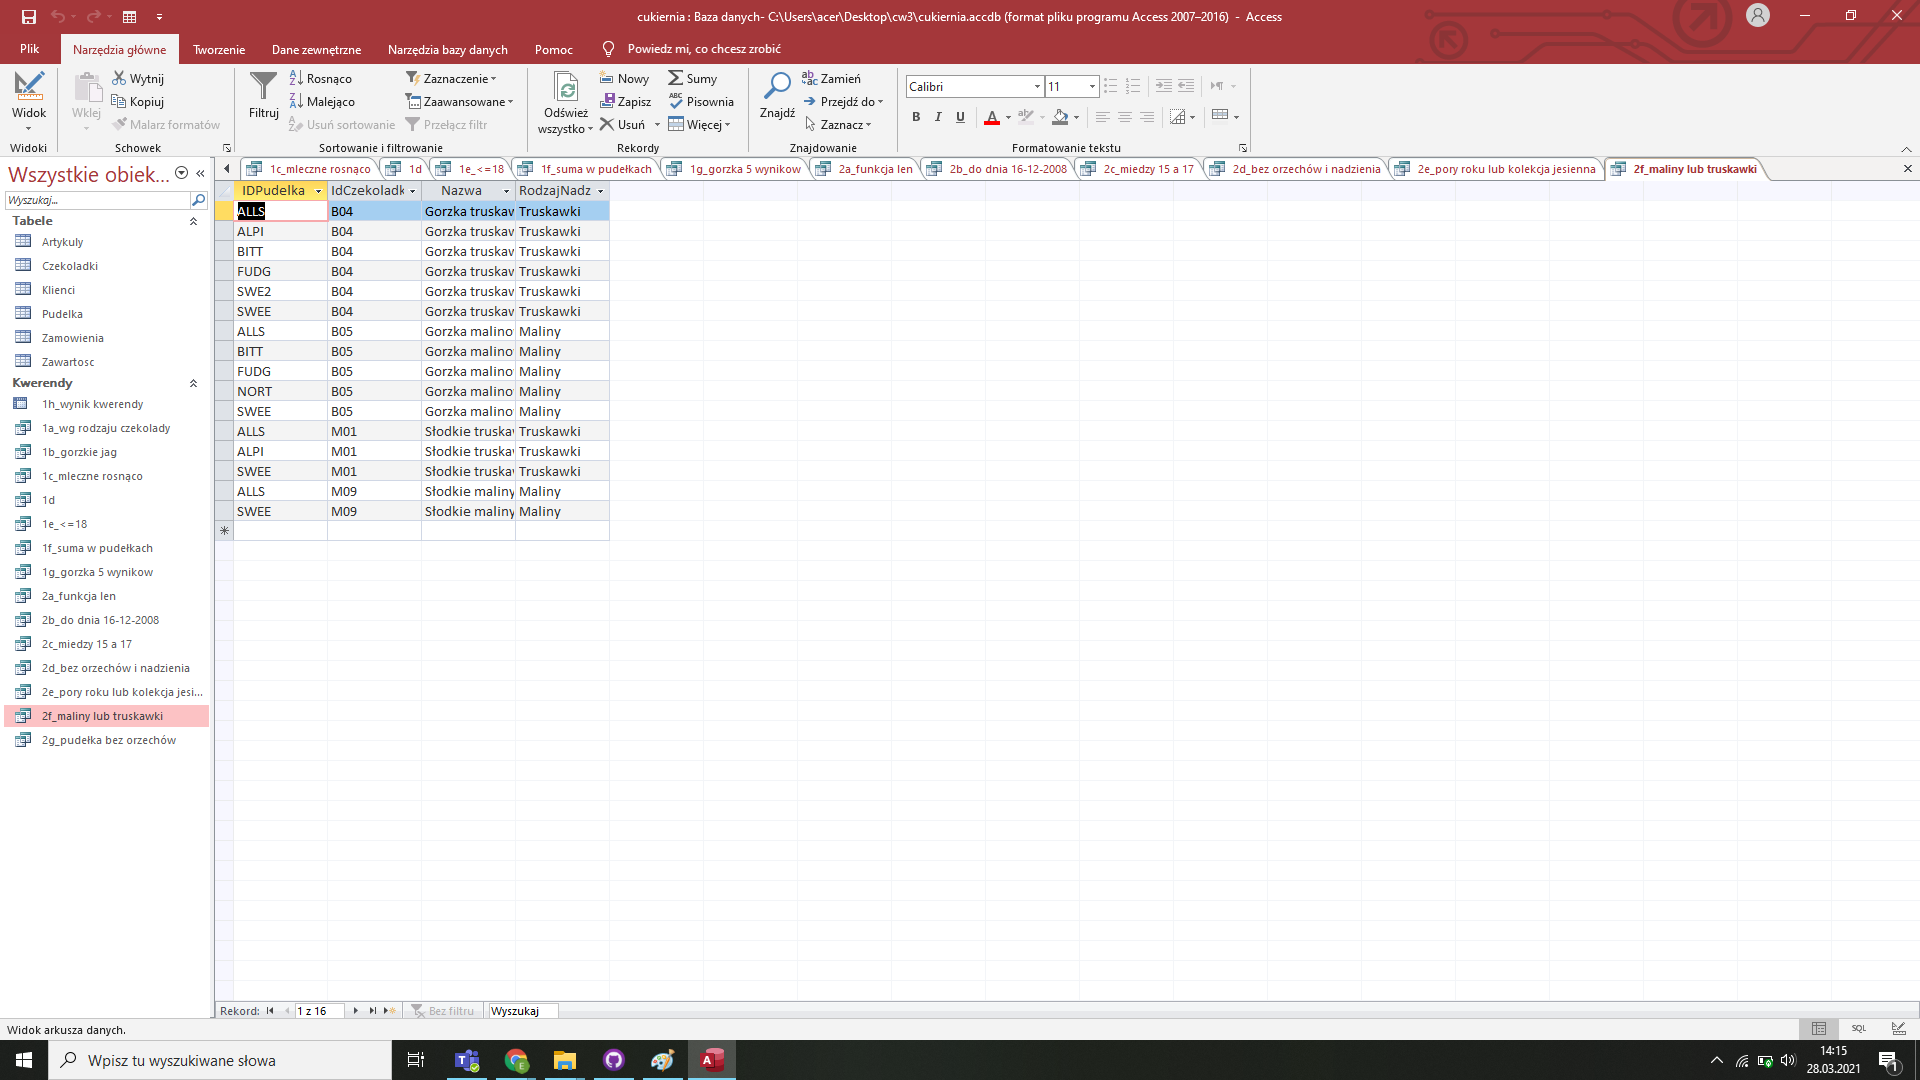 cukiernia : Baza danych- C:\Users\acer\Desktop\cw3\cukiernia.accdb (format pliku programu Access 2007–2016) - Access
Plik Narzędzia główne Tworzenie Dane zewnętrzne Narzędzia bazy danych Pomoc Powiedz mi, co chcesz zrobić
Widok
Widoki
Wklej
Wytnij
Kopiuj
Malarz formatów
Schowek
Filtruj
Rosnąco
Malejąco
Usuń sortowanie
Zaznaczenie
Zaawansowane
Przełącz filtr
Sortowanie i filtrowanie
Odśwież
wszystko
Nowy
Zapisz
Usuń
Sumy
Pisownia
Więcej
Rekordy
Znajdź
Zamień
Przejdź do
Zaznacz
Znajdowanie
Calibri 11
B I U
Formatowanie tekstu
1c_mleczne rosnąco 1d 1e_<=18 1f_suma w pudełkach 1g_gorzka 5 wynikow 2a_funkcja len 2b_do dnia 16-12-2008 2c_miedzy 15 a 17 2d_bez orzechów i nadzienia 2e_pory roku lub kolekcja jesienna 2f_maliny lub truskawki
Wszystkie obiek...
Wyszukaj...
Tabele
Artykuly
Czekoladki
Klienci
Pudelka
Zamowienia
Zawartosc
Kwerendy
1h_wynik kwerendy
1a_wg rodzaju czekolady
1b_gorzkie jag
1c_mleczne rosnąco
1d
1e_<=18
1f_suma w pudełkach
1g_gorzka 5 wynikow
2a_funkcja len
2b_do dnia 16-12-2008
2c_miedzy 15 a 17
2d_bez orzechów i nadzienia
2e_pory roku lub kolekcja jesi...
2f_maliny lub truskawki
2g_pudełka bez orzechów
IDPudelka IdCzekoladk Nazwa RodzajNadz
ALLS B04 Gorzka truskaw Truskawki
ALPI B04 Gorzka truskaw Truskawki
BITT B04 Gorzka truskaw Truskawki
FUDG B04 Gorzka truskaw Truskawki
SWE2 B04 Gorzka truskaw Truskawki
SWEE B04 Gorzka truskaw Truskawki
ALLS B05 Gorzka malino Maliny
BITT B05 Gorzka malino Maliny
FUDG B05 Gorzka malino Maliny
NORT B05 Gorzka malino Maliny
SWEE B05 Gorzka malino Maliny
ALLS M01 Słodkie truska Truskawki
ALPI M01 Słodkie truska Truskawki
SWEE M01 Słodkie truska Truskawki
ALLS M09 Słodkie maliny Maliny
SWEE M09 Słodkie maliny Maliny
Rekord: 1 z 16 Bez filtru Wyszukaj
Widok arkusza danych.
SQL
Wpisz tu wyszukiwane słowa
14:15
28.03.2021
1